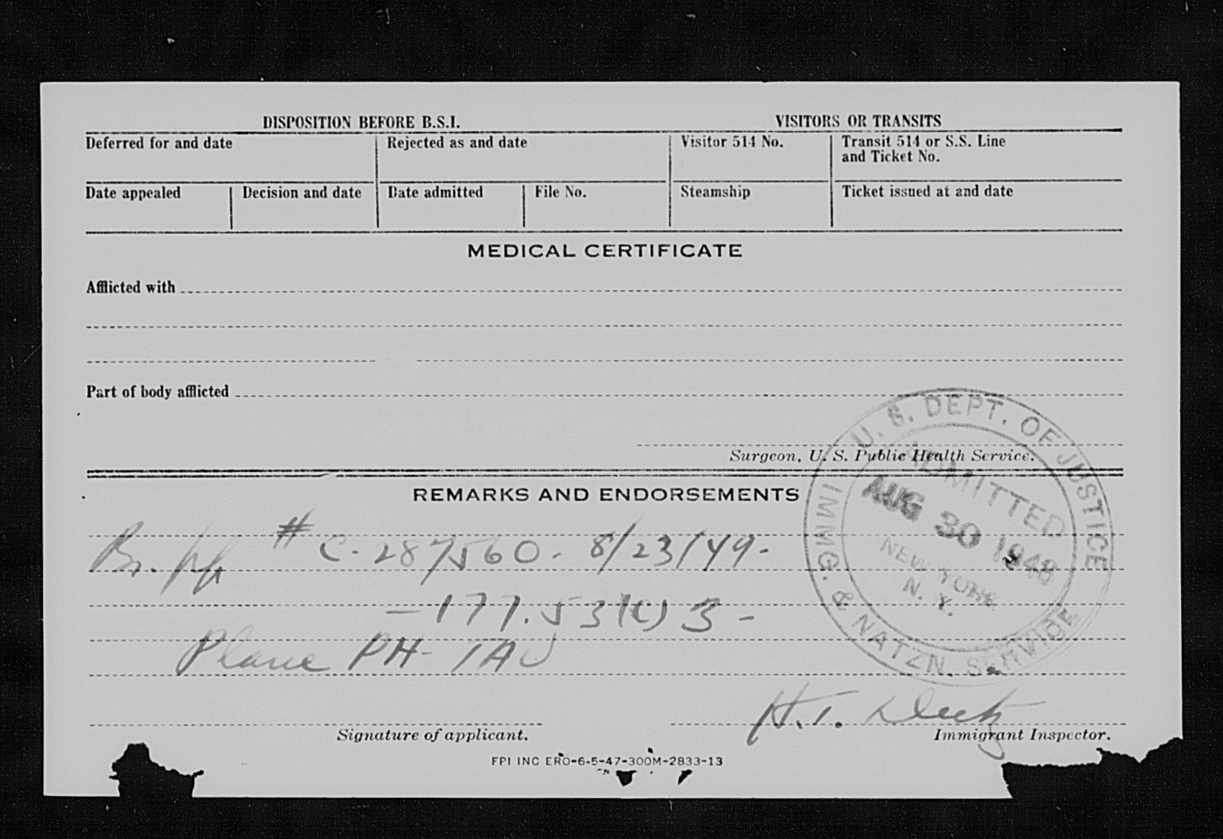 DISPOSITION BEFORE B.S.I.
VISITORS OR TRANSITS
Deferred for and date
Rejected as and date
Visitor 514 No.
Transit 514 or S.S. Line
and Ticket No.
Date appealed
Decision and date
Date admitted
File No.
Steamship
Ticket issued at and date
MEDICAL CERTIFICATE
Afflicted with
Part of body afflicted
Surgeon, U. S. Public Health Service.
REMARKS AND ENDORSEMENTS
U. S. DEPT. OF JUSTICE
ADMITTED
AUG 30 1948
NEW YORK
N. Y.
IMMG. & NATZN. SERVICE
Br. pp # C-287560- 8/23/49-
-177.53(c)3-
Plane PH-TAU
H.T.
Signature of applicant.
Immigrant Inspector.
FPI INC ERO-6-5-47-300M-2833-13